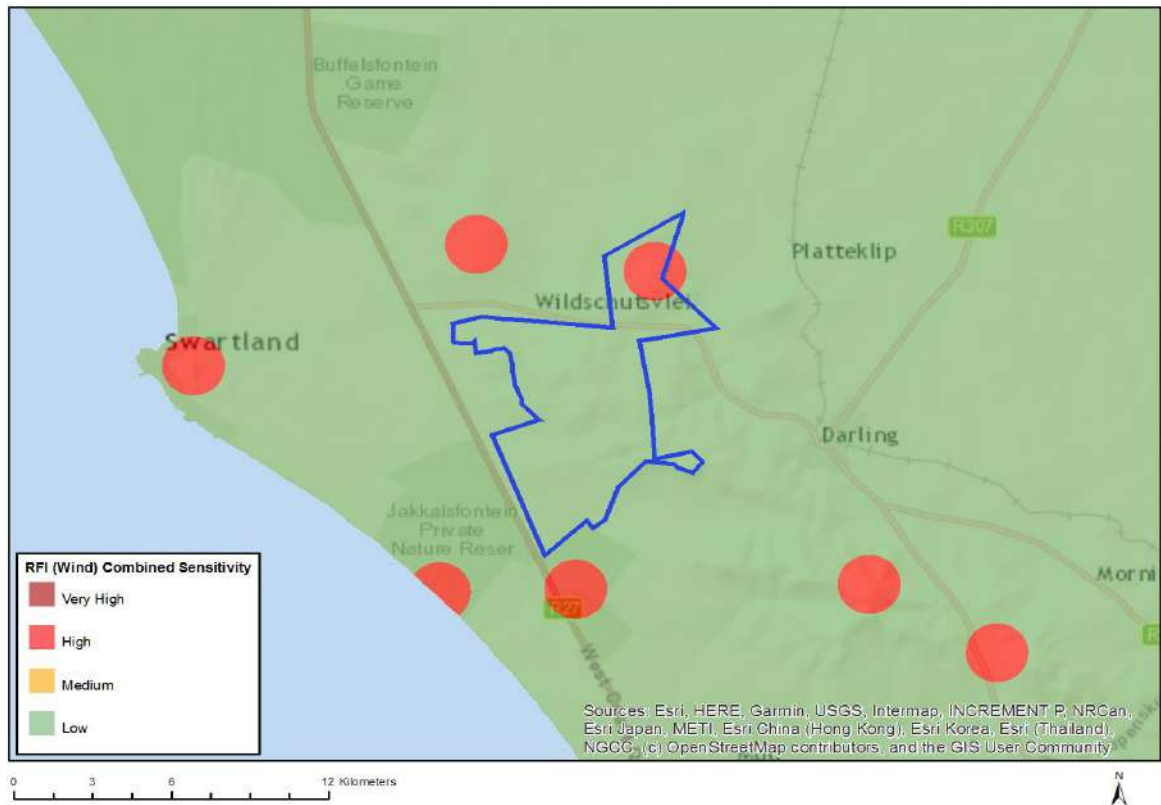 Buffelsfontein
Game
Reserve
R307
Platteklip
Wildschutsvlei
Swartland
Darling
Jakkalsfontein
Private
Nature Reser
R27
Morni
R
West-C
openska
RFI (Wind) Combined Sensitivity
Very High
High
Medium
Low
Sources: Esri, HERE, Garmin, USGS, Intermap, INCREMENT P, NRCan,
Esri Japan, METI, Esri China (Hong Kong), Esri Korea, Esri (Thailand),
NGCC, (c) OpenStreetMap contributors, and the GIS User Community
0 3 6 12 Kilometers
N